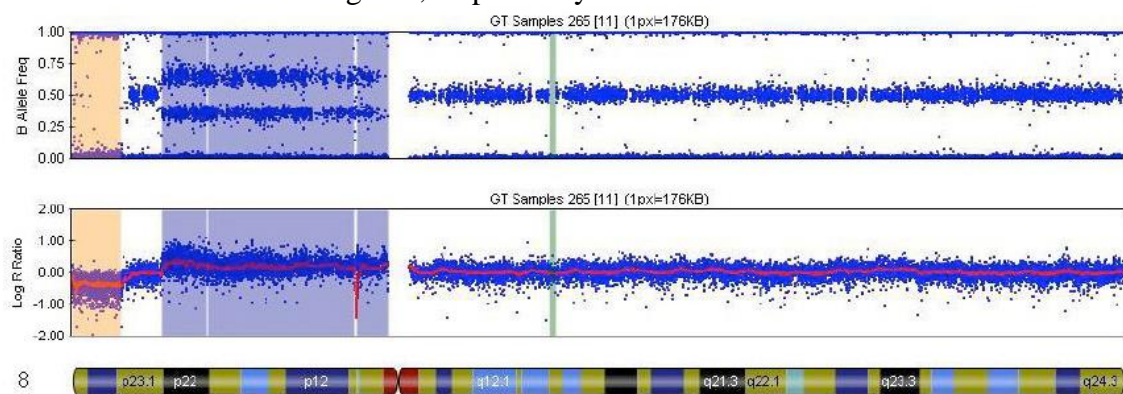 GT Samples 265 [11] (1pxl=176KB)
B Allele Freq
1.00
0.75
0.50
0.25
0.00
GT Samples 265 [11] (1pxl=176KB)
Log R Ratio
2.00
1.00
0.00
-1.00
-2.00
8 p23.1 p22 p12 q12.1 q21.3 q22.1 q23.3 q24.3